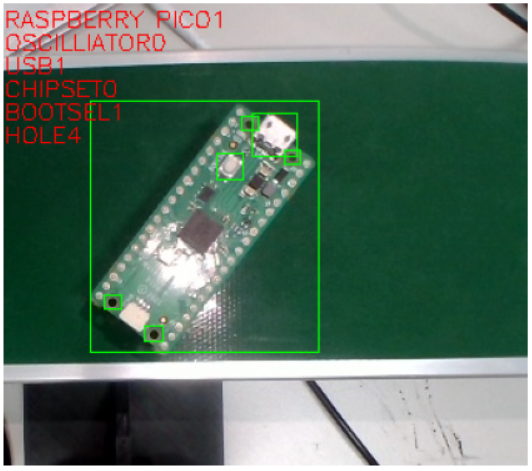 RASPBERRY PICO1
OSCILLIATOR0
USB1
CHIPSET0
BOOTSEL1
HOLE4